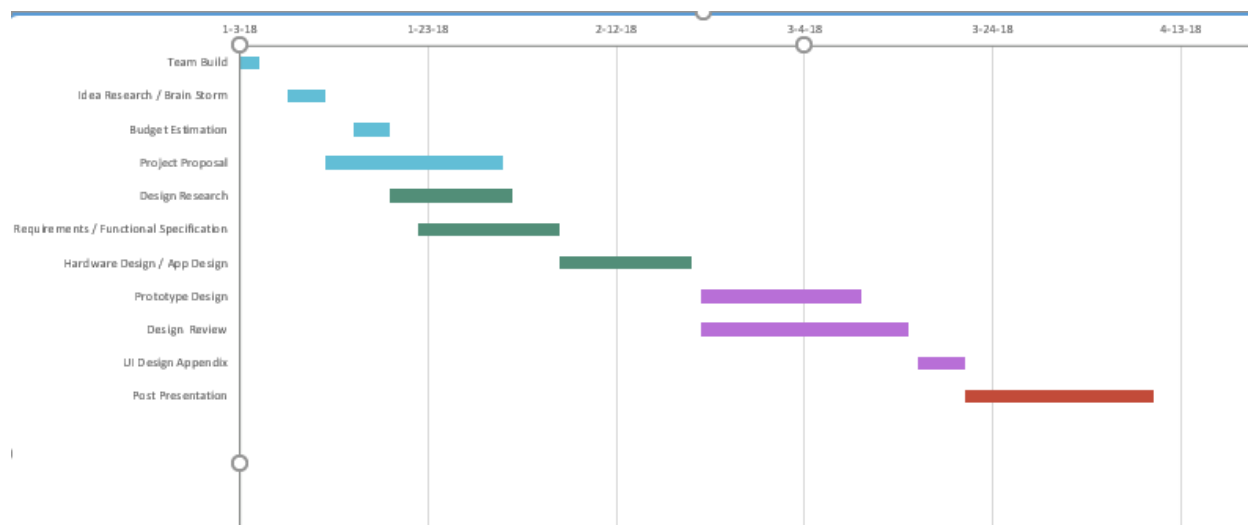 1-3-18 1-23-18 2-12-18 3-4-18 3-24-18 4-13-18
Team Build
Idea Research / Brain Storm
Budget Estimation
Project Proposal
Design Research
Requirements / Functional Specification
Hardware Design / App Design
Prototype Design
Design Review
UI Design Appendix
Post Presentation